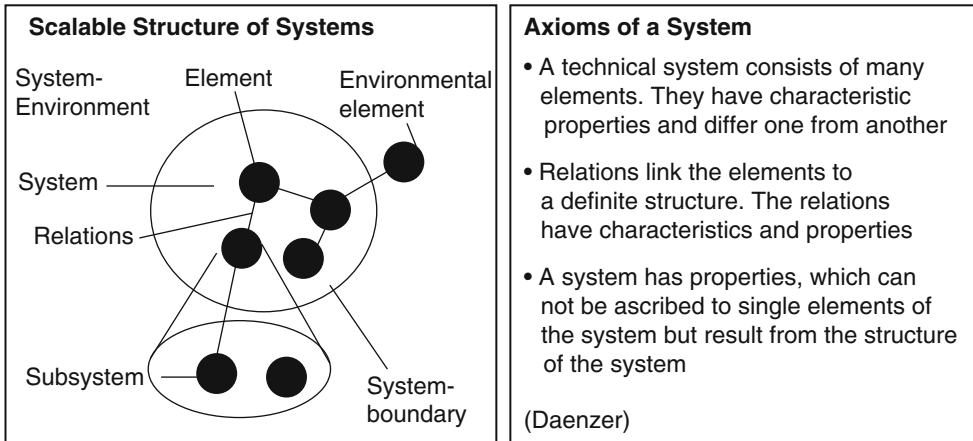 Scalable Structure of Systems
System-
Environment
Element
Environmental
element
System
Relations
Subsystem
System-
boundary
Axioms of a System
• A technical system consists of many
elements. They have characteristic
properties and differ one from another
• Relations link the elements to
a definite structure. The relations
have characteristics and properties
• A system has properties, which can
not be ascribed to single elements of
the system but result from the structure
of the system
(Daenzer)